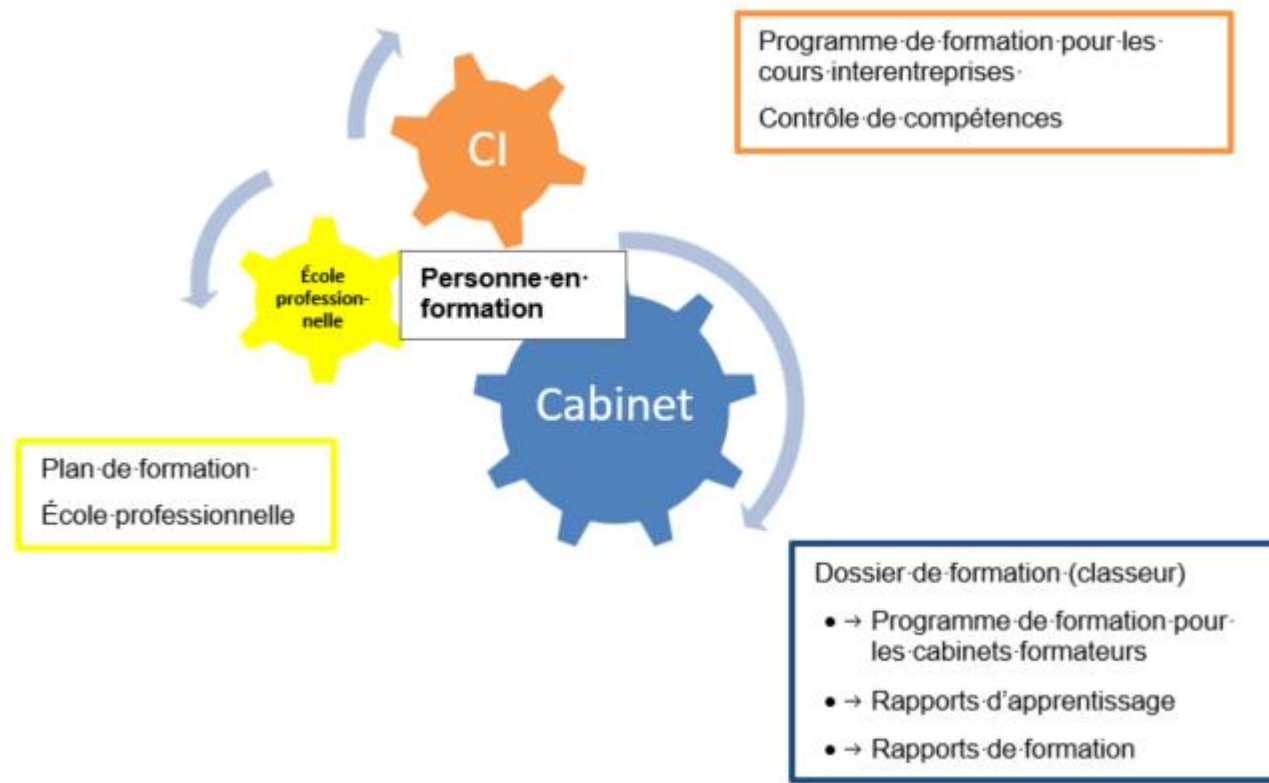 Programme de formation pour les
cours interentreprises
Contrôle de compétences
CI
École
profession-
nelle
Personne en
formation
Cabinet
Plan de formation
École professionnelle
Dossier de formation (classeur)
• → Programme de formation pour
les cabinets formateurs
• → Rapports d'apprentissage
• → Rapports de formation